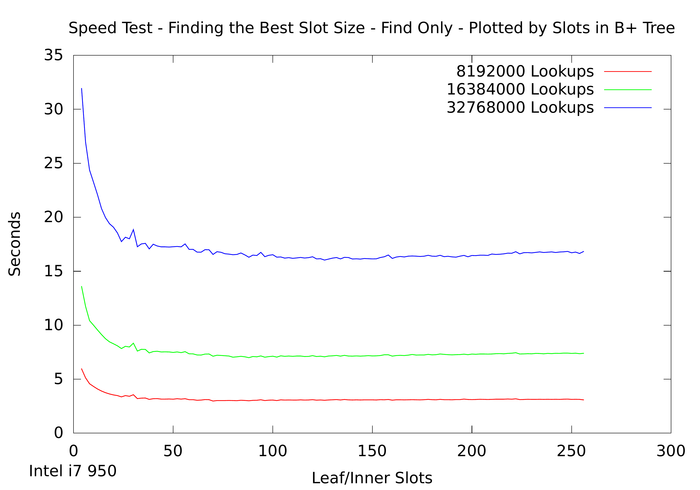 Speed Test - Finding the Best Slot Size - Find Only - Plotted by Slots in B+ Tree
35
30
25
20
15
10
5
0
Seconds
8192000 Lookups
16384000 Lookups
32768000 Lookups
0 50 100 150 200 250 300
Intel i7 950
Leaf/Inner Slots